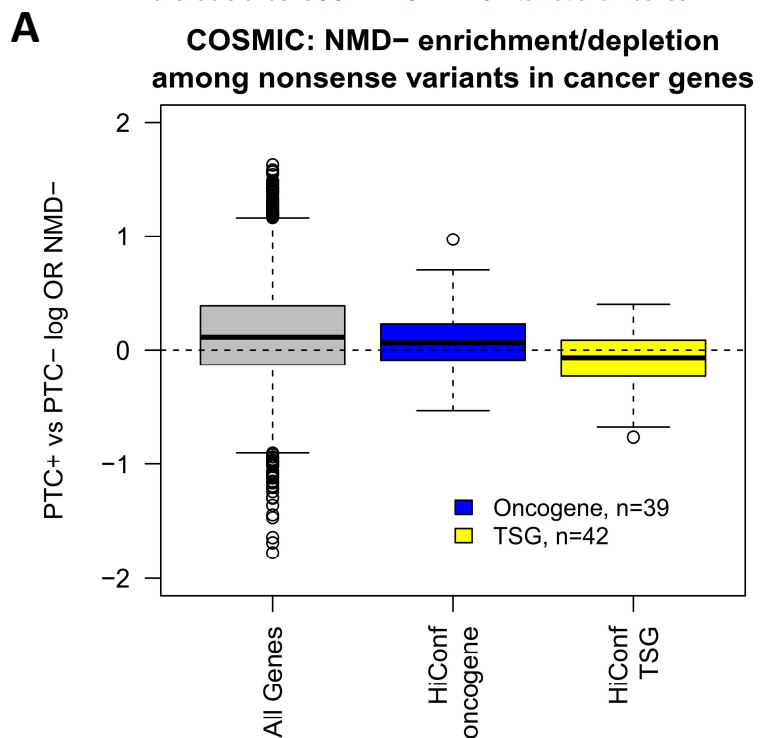 A
COSMIC: NMD− enrichment/depletion
among nonsense variants in cancer genes
PTC+ vs PTC− log OR NMD−
2
1
0
−1
−2
Oncogene, n=39
TSG, n=42
All Genes
HiConf
oncogene
HiConf
TSG